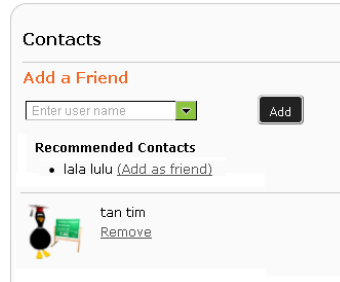 Contacts
Add a Friend
Enter user name
Add
Recommended Contacts
• lala lulu (Add as friend)
tan tim
Remove